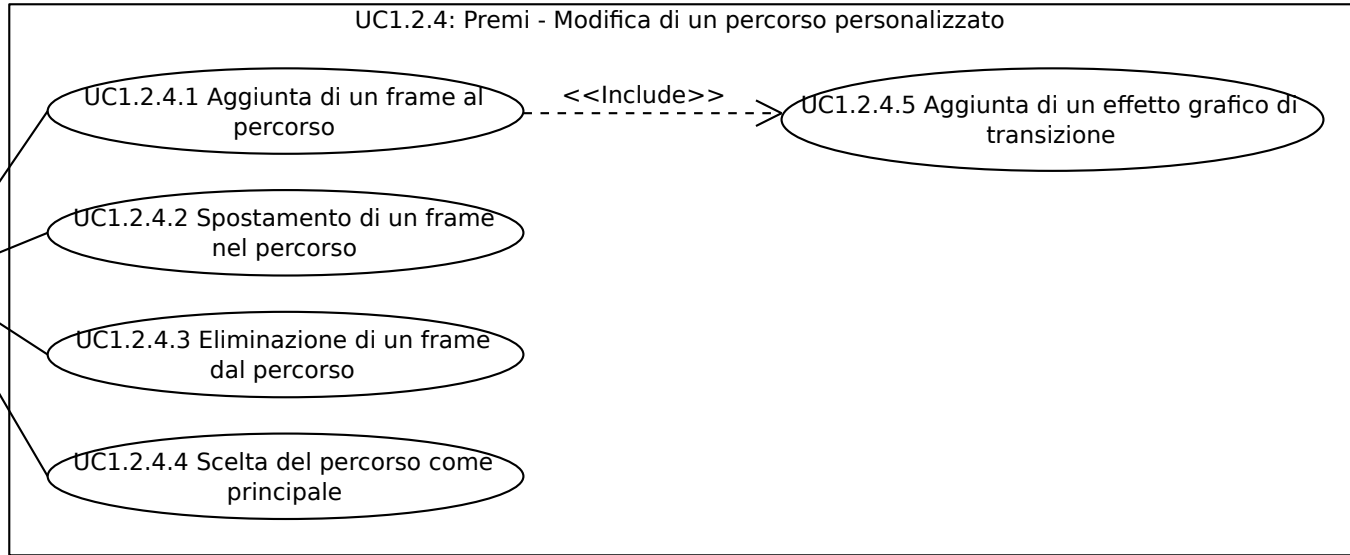 UC1.2.4: Premi - Modifica di un percorso personalizzato
UC1.2.4.1 Aggiunta di un frame al
percorso
<<Include>>
UC1.2.4.5 Aggiunta di un effetto grafico di
transizione
UC1.2.4.2 Spostamento di un frame
nel percorso
UC1.2.4.3 Eliminazione di un frame
dal percorso
UC1.2.4.4 Scelta del percorso come
principale